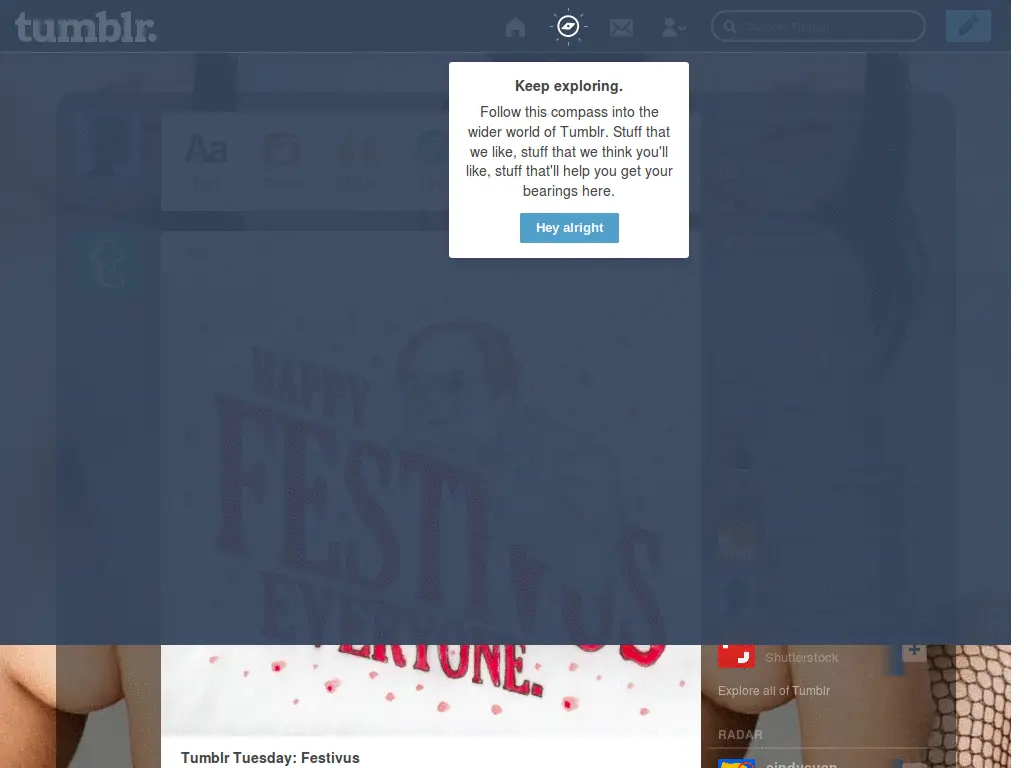 tumblr.
Keep exploring.
Follow this compass into the
wider world of Tumblr. Stuff that
we like, stuff that we think you'll
like, stuff that'll help you get your
bearings here.
Hey alright
Aa
HAPPY
FESTIVUS
EVERYONE.
Shutterstock
Explore all of Tumblr
RADAR
Tumblr Tuesday: Festivus